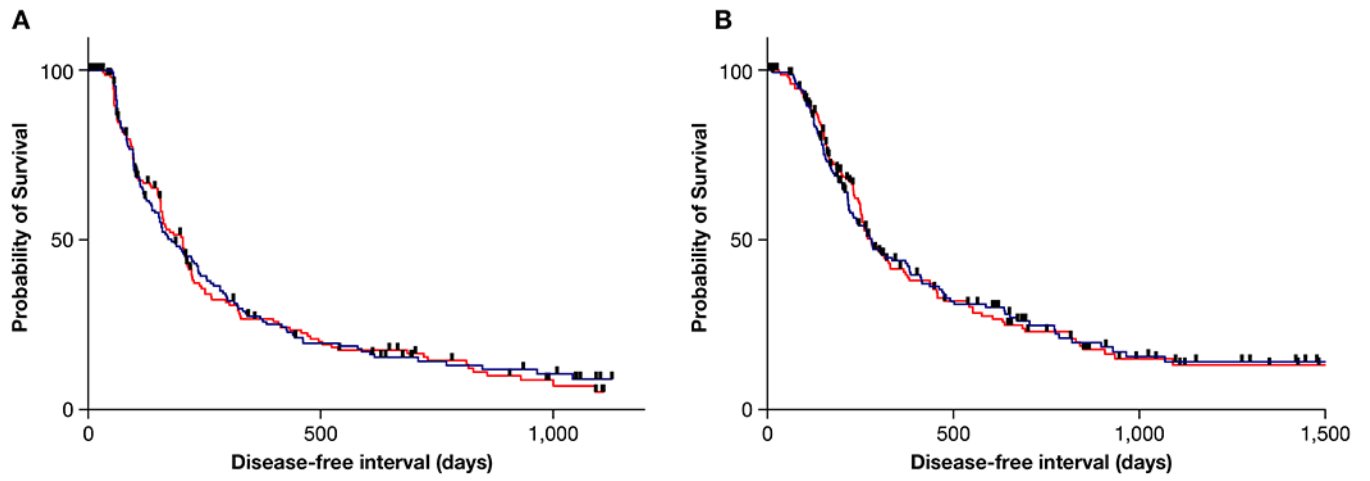 A
Probability of Survival
100
50
0
0
500
1,000
Disease-free interval (days)
B
Probability of Survival
100
50
0
0
500
1,000
1,500
Disease-free interval (days)